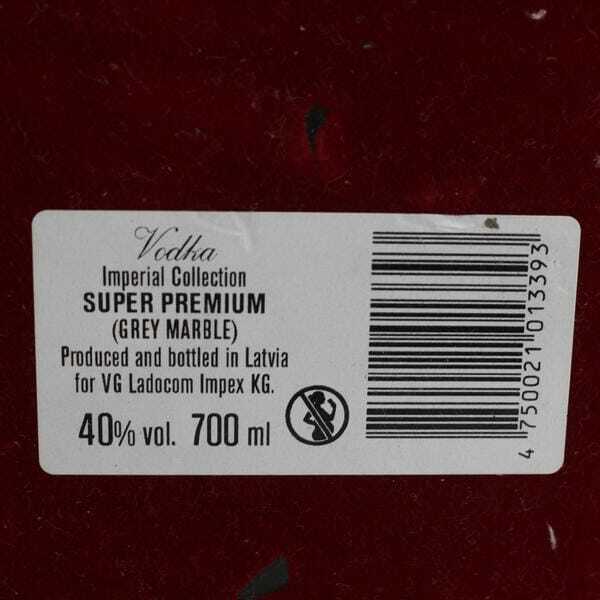 Vodka
Imperial Collection
SUPER PREMIUM
(GREY MARBLE)
Produced and bottled in Latvia
for VG Ladocom Impex KG.
40% vol. 700 ml
4 750021 013393